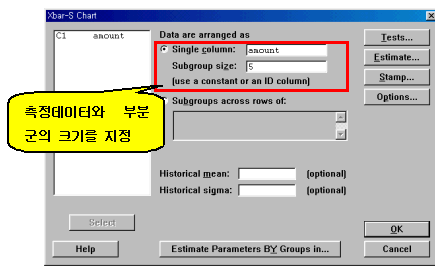 Xbar-S Chart
C1 amount
Data are arranged as
Single column: amount
Subgroup size: 5
(use a constant or an ID column)
Subgroups across rows of:
Tests...
Estimate...
Stamp...
Options...
측정데이터와 부분
군의 크기를 지정
Historical mean: (optional)
Historical sigma: (optional)
Select
OK
Help
Estimate Parameters BY Groups in...
Cancel